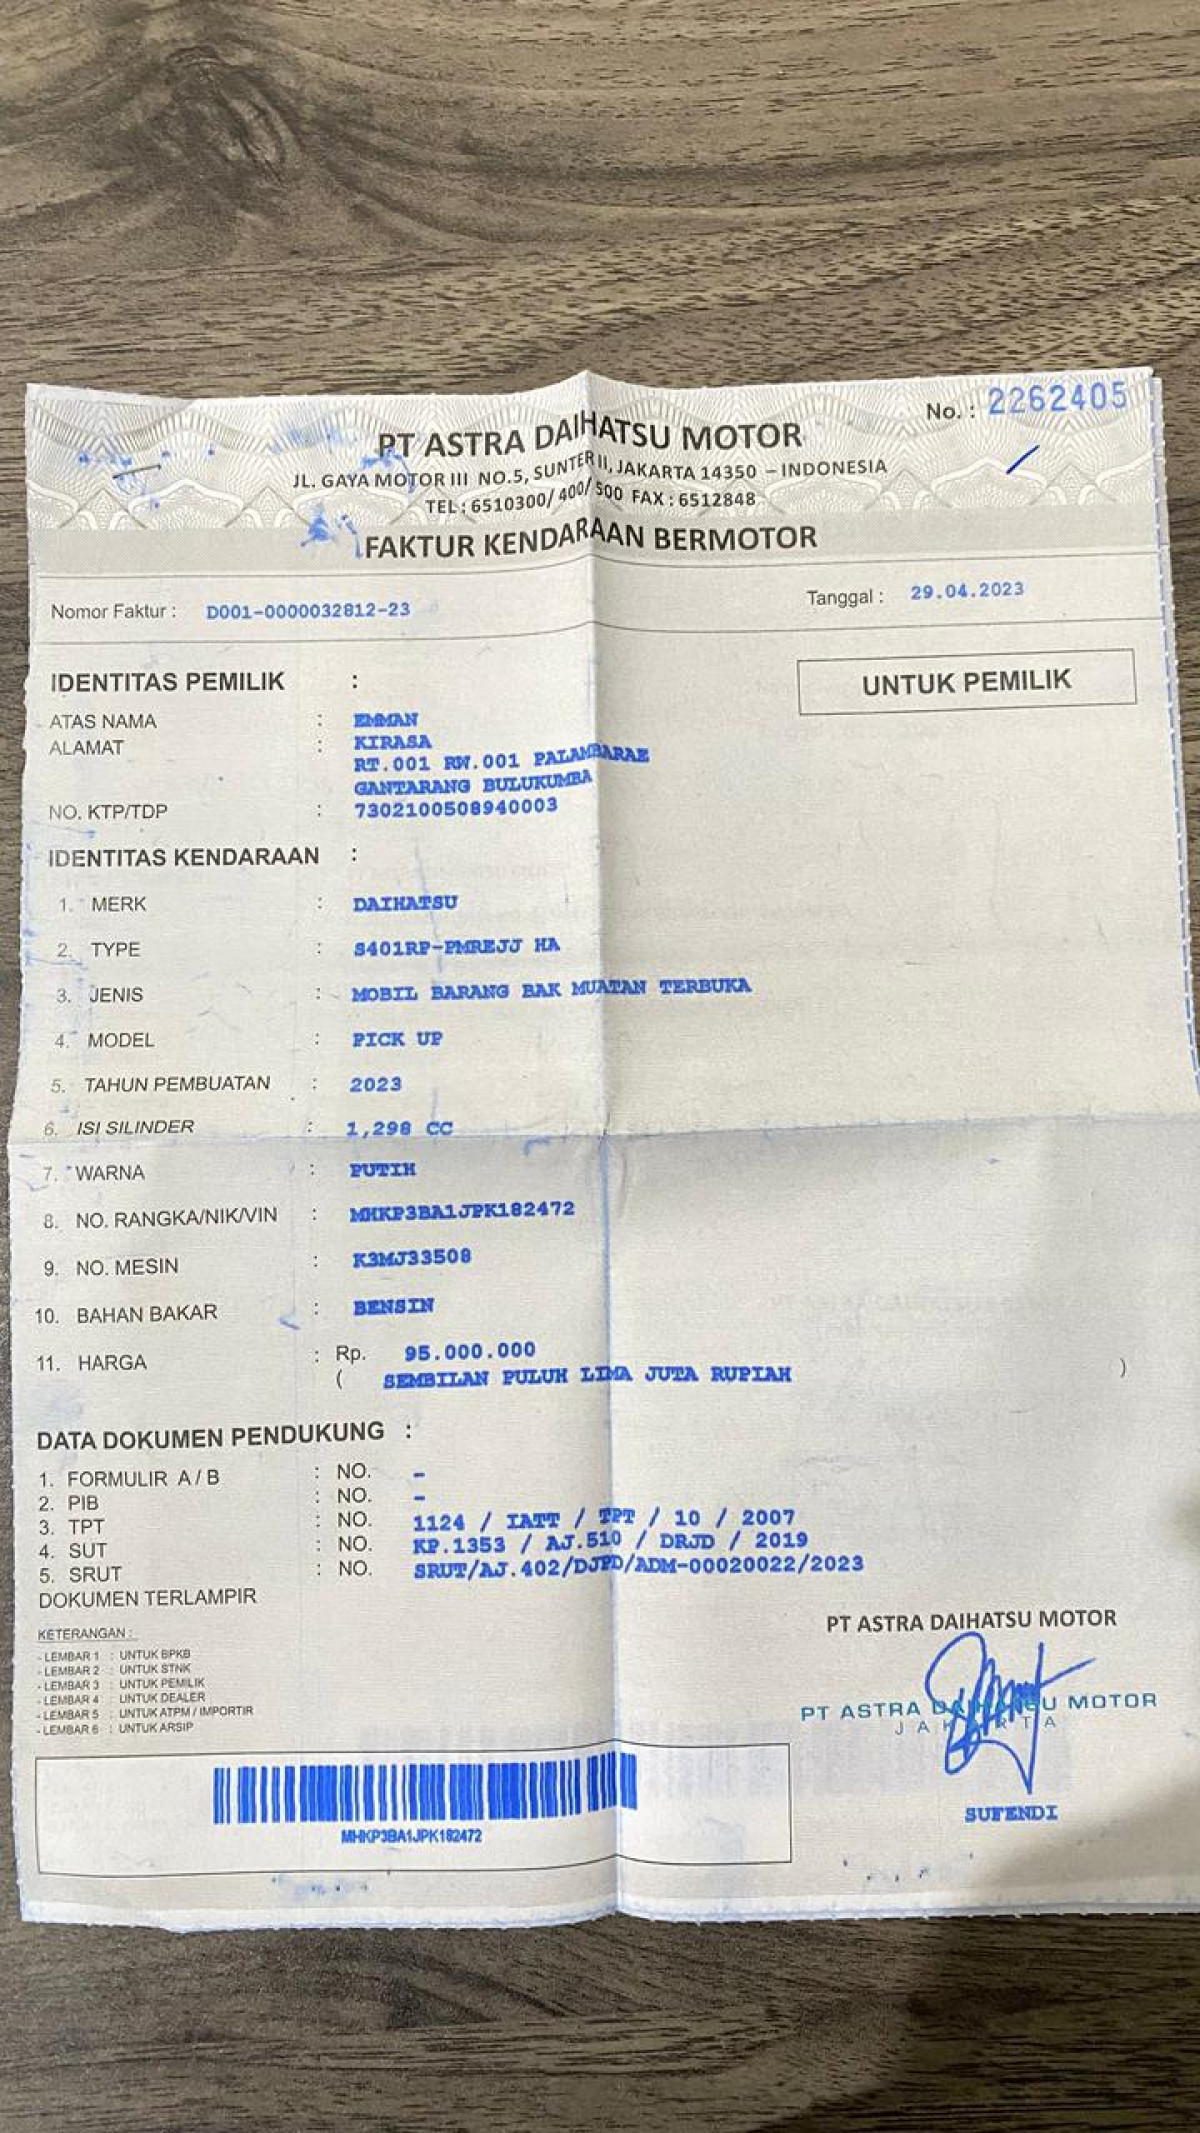 No. : 2262405
PT ASTRA DAIHATSU MOTOR
JL. GAYA MOTOR III NO.5, SUNTER II, JAKARTA 14350 – INDONESIA
TEL : 6510300/ 400/ 500 FAX : 6512848
FAKTUR KENDARAAN BERMOTOR
Nomor Faktur : D001-0000032812-23 Tanggal : 29.04.2023
IDENTITAS PEMILIK : UNTUK PEMILIK
ATAS NAMA : EMMAN
ALAMAT : KIRASA
RT.001 RW.001 PALAMBARAE
GANTARANG BULUKUMBA
NO. KTP/TDP : 7302100508940003
IDENTITAS KENDARAAN :
1. MERK : DAIHATSU
2. TYPE : S401RP-PMREJJ HA
3. JENIS : MOBIL BARANG BAK MUATAN TERBUKA
4. MODEL : PICK UP
5. TAHUN PEMBUATAN : 2023
6. ISI SILINDER : 1,298 CC
7. WARNA : PUTIH
8. NO. RANGKA/NIK/VIN : MHKP3BA1JPK182472
9. NO. MESIN : K3MJ33508
10. BAHAN BAKAR : BENSIN
11. HARGA : Rp. 95.000.000
( SEMBILAN PULUH LIMA JUTA RUPIAH )
DATA DOKUMEN PENDUKUNG :
1. FORMULIR A / B : NO. –
2. PIB : NO. –
3. TPT : NO. 1124 / IATT / TPT / 10 / 2007
4. SUT : NO. KP.1353 / AJ.510 / DRJD / 2019
5. SRUT : NO. SRUT/AJ.402/DJPD/ADM-00020022/2023
DOKUMEN TERLAMPIR
KETERANGAN :
- LEMBAR 1 : UNTUK BPKB
- LEMBAR 2 : UNTUK STNK
- LEMBAR 3 : UNTUK PEMILIK
- LEMBAR 4 : UNTUK DEALER
- LEMBAR 5 : UNTUK ATPM / IMPORTIR
- LEMBAR 6 : UNTUK ARSIP
PT ASTRA DAIHATSU MOTOR
PT ASTRA DAIHATSU MOTOR
JAKARTA
SUFENDI
MHKP3BA1JPK182472